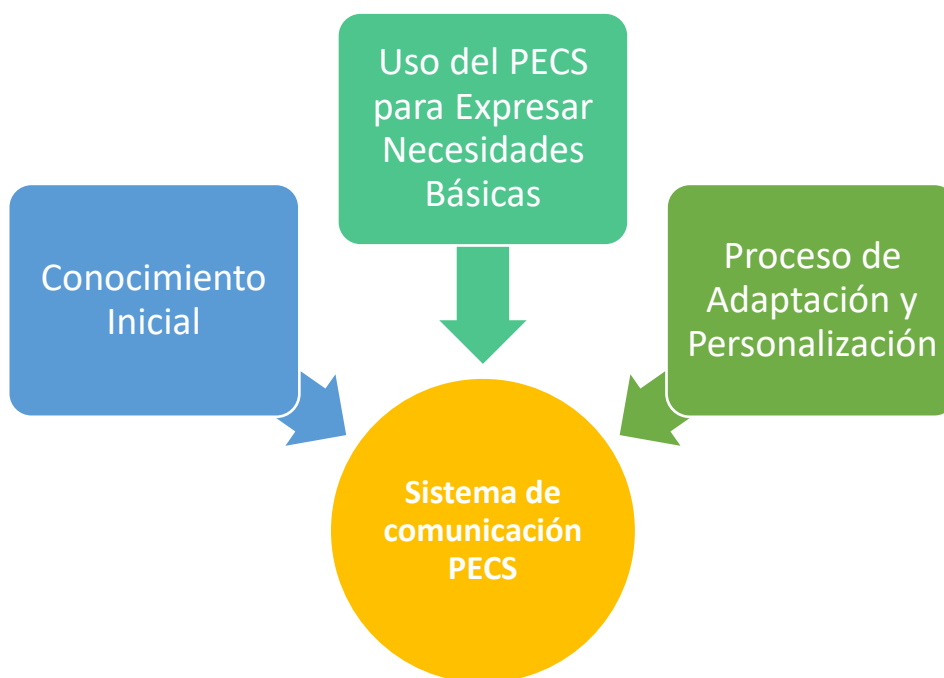 Uso del PECS
para Expresar
Necesidades
Básicas
Conocimiento
Inicial
Proceso de
Adaptación y
Personalización
Sistema de
comunicación
PECS